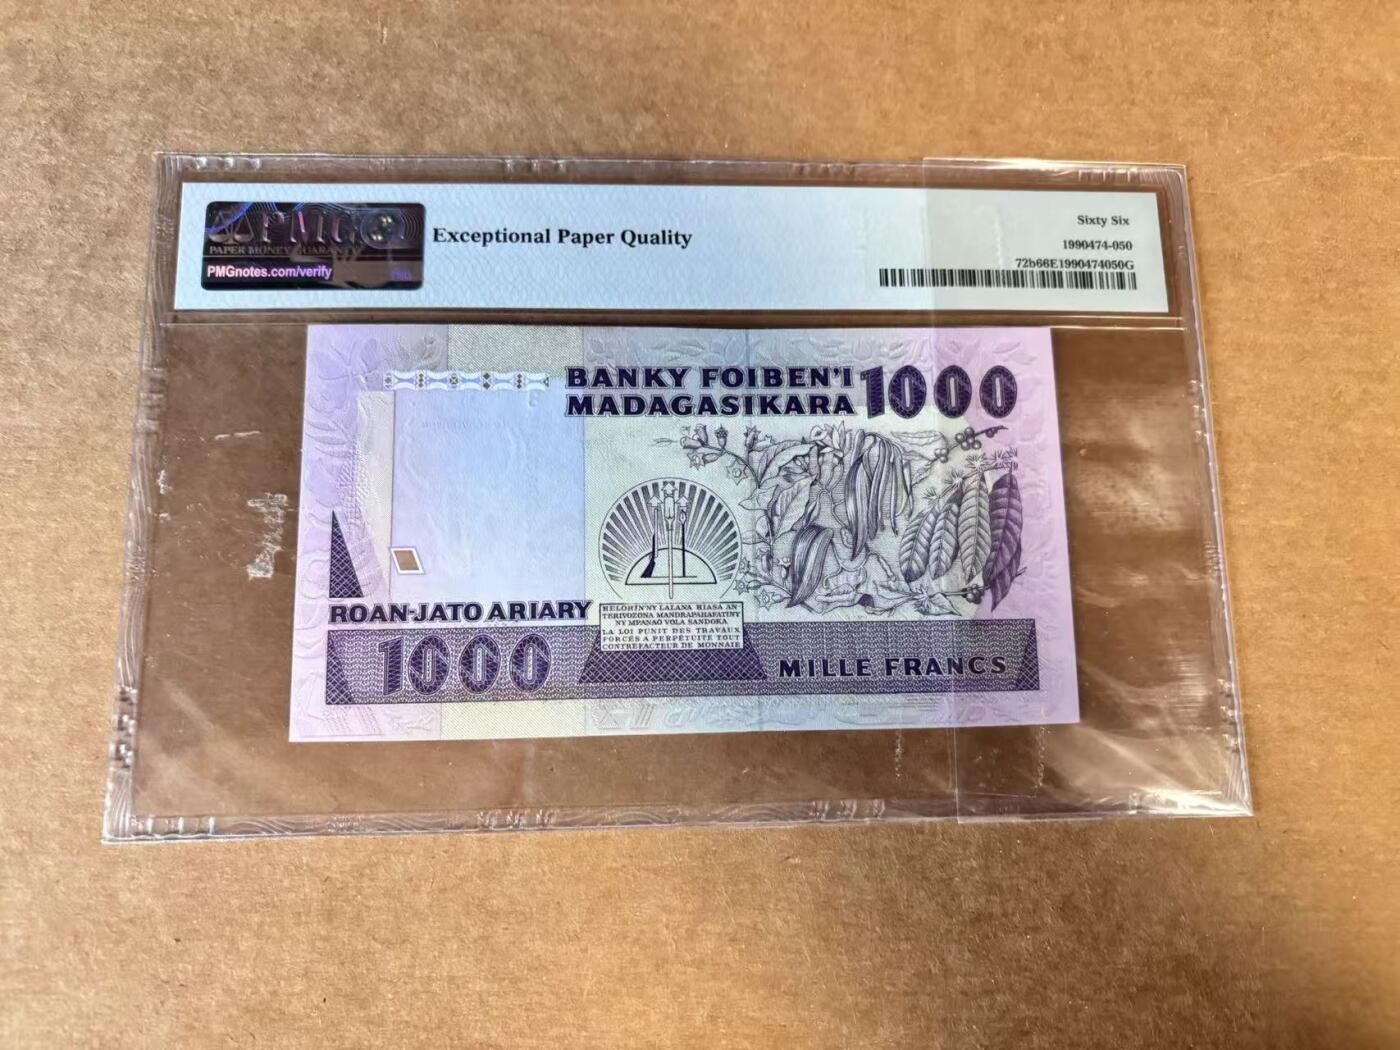 PMG
PAPER MONEY GUARANTY
PMGnotes.com/verify
Exceptional Paper Quality
Sixty Six
1990474-050
72b66E1990474050G
BANKY FOIBEN'I
MADAGASIKARA
1000
ROAN-JATO ARIARY
HELOHIN'NY LALANA HIASA AN-
TERIVOZONA MANDRAPAHAFATINY
NY MPANAO VOLA SANDOKA
LA LOI PUNIT DES TRAVAUX
FORCÉS A PERPÉTUITÉ TOUT
CONTREFACTEUR DE MONNAIE
1000
MILLE FRANCS